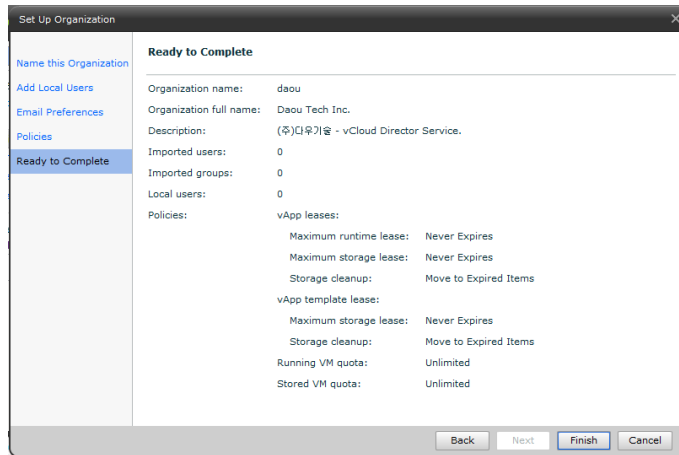 Set Up Organization
Name this Organization
Add Local Users
Email Preferences
Policies
Ready to Complete
Ready to Complete
Organization name: daou
Organization full name: Daou Tech Inc.
Description: (주)다우기술 - vCloud Director Service.
Imported users: 0
Imported groups: 0
Local users: 0
Policies: vApp leases:
Maximum runtime lease: Never Expires
Maximum storage lease: Never Expires
Storage cleanup: Move to Expired Items
vApp template lease:
Maximum storage lease: Never Expires
Storage cleanup: Move to Expired Items
Running VM quota: Unlimited
Stored VM quota: Unlimited
Back Next Finish Cancel